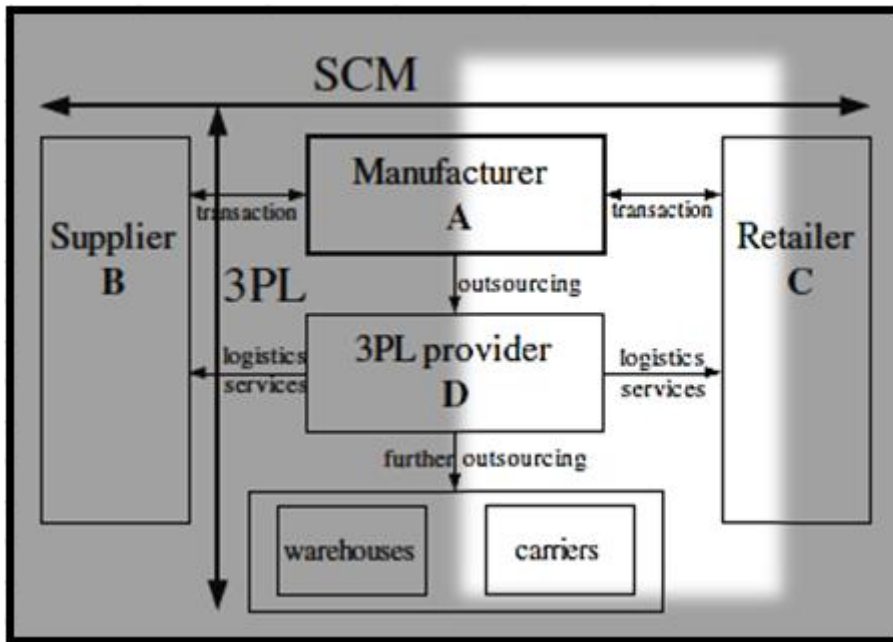 SCM
Manufacturer
A
transaction
transaction
Supplier
B
Retailer
C
3PL
outsourcing
3PL provider
D
logistics
services
logistics
services
further outsourcing
warehouses
carriers